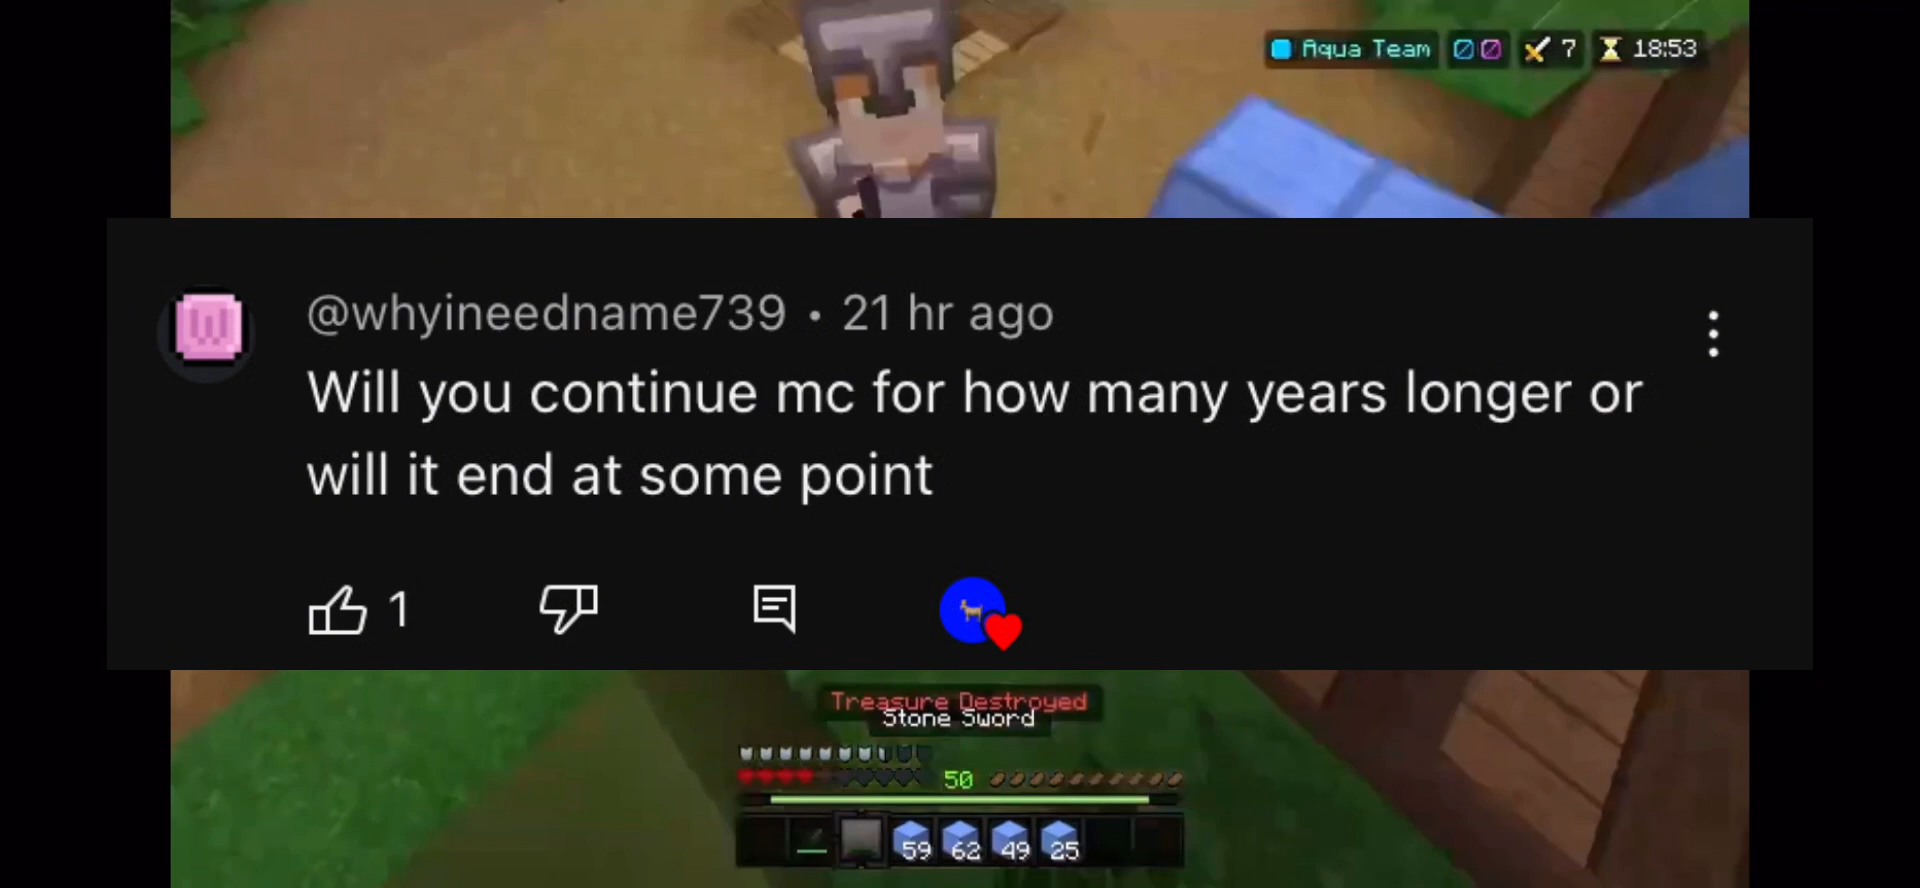 Aqua Team 7 18:53
@whyineedname739 • 21 hr ago
Will you continue mc for how many years longer or
will it end at some point
1
Treasure Destroyed
Stone Sword
50
59 62 49 25